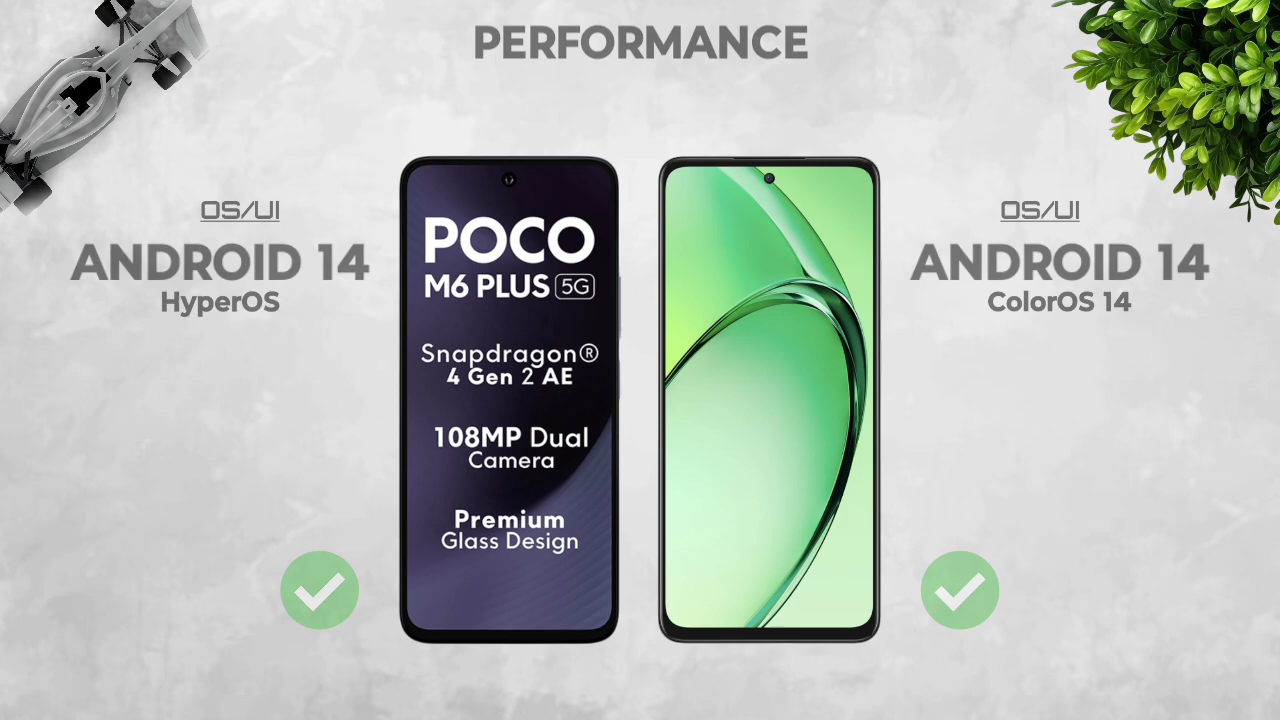 PERFORMANCE
OS/UI
ANDROID 14
HyperOS
POCO
M6 PLUS 5G
Snapdragon®
4 Gen 2 AE
108MP Dual
Camera
Premium
Glass Design
OS/UI
ANDROID 14
ColorOS 14